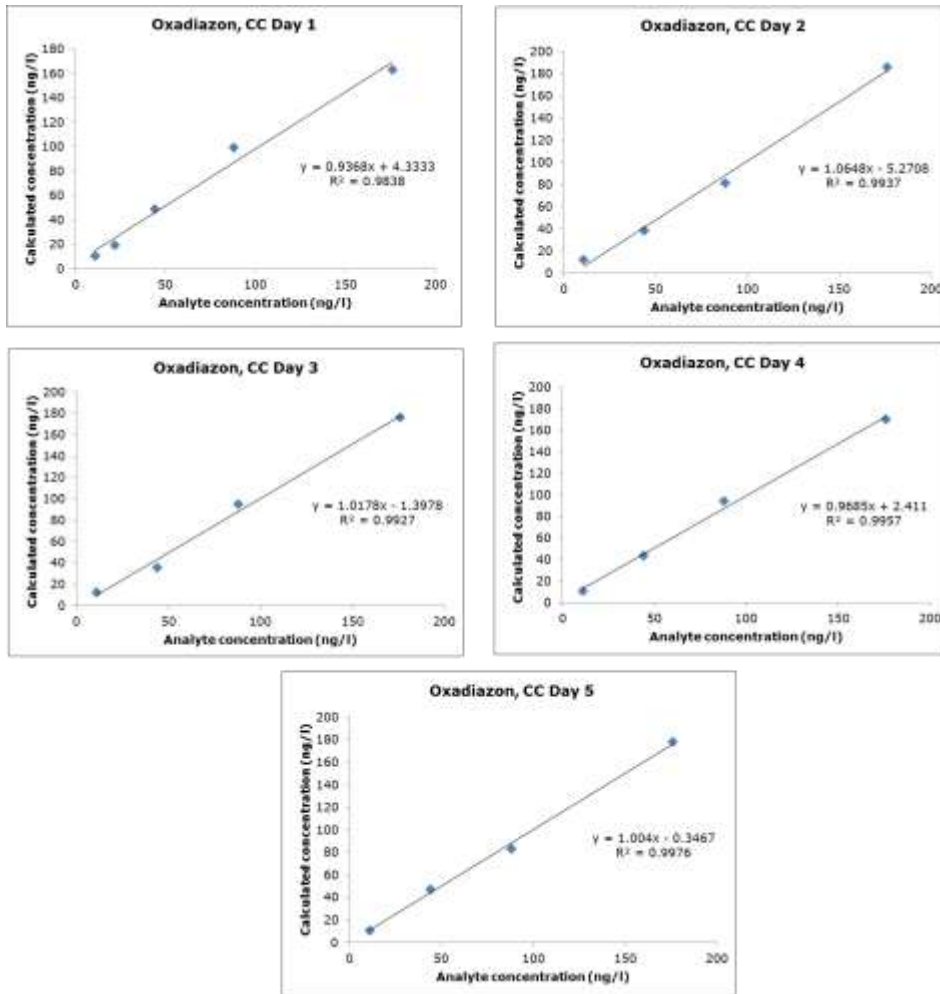 Oxadiazon, CC Day 1
Calculated concentration (ng/l)
180
160
140
120
100
80
60
40
20
0
y = 0.9368x + 4.3333
R² = 0.9838
0 50 100 150 200
Analyte concentration (ng/l)
Oxadiazon, CC Day 2
Calculated concentration (ng/l)
200
180
160
140
120
100
80
60
40
20
0
y = 1.0648x - 5.2708
R² = 0.9937
0 50 100 150 200
Analyte concentration (ng/l)
Oxadiazon, CC Day 3
Calculated concentration (ng/l)
200
180
160
140
120
100
80
60
40
20
0
y = 1.0178x - 1.3978
R² = 0.9927
0 50 100 150 200
Analyte concentration (ng/l)
Oxadiazon, CC Day 4
Calculated concentration (ng/l)
200
180
160
140
120
100
80
60
40
20
0
y = 0.9685x + 2.411
R² = 0.9957
0 50 100 150 200
Analyte concentration (ng/l)
Oxadiazon, CC Day 5
Calculated concentration (ng/l)
200
180
160
140
120
100
80
60
40
20
0
y = 1.004x - 0.3467
R² = 0.9976
0 50 100 150 200
Analyte concentration (ng/l)